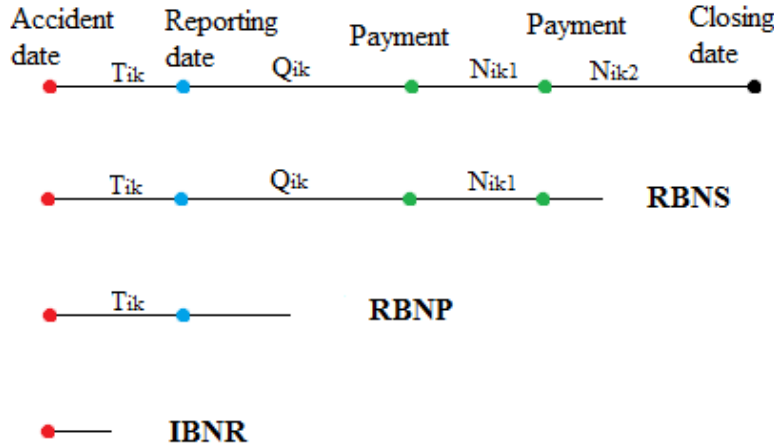 Accident date
Reporting date
Payment
Payment
Closing date
Tik
Qik
Nik1
Nik2
Tik
Qik
Nik1
RBNS
Tik
RBNP
IBNR